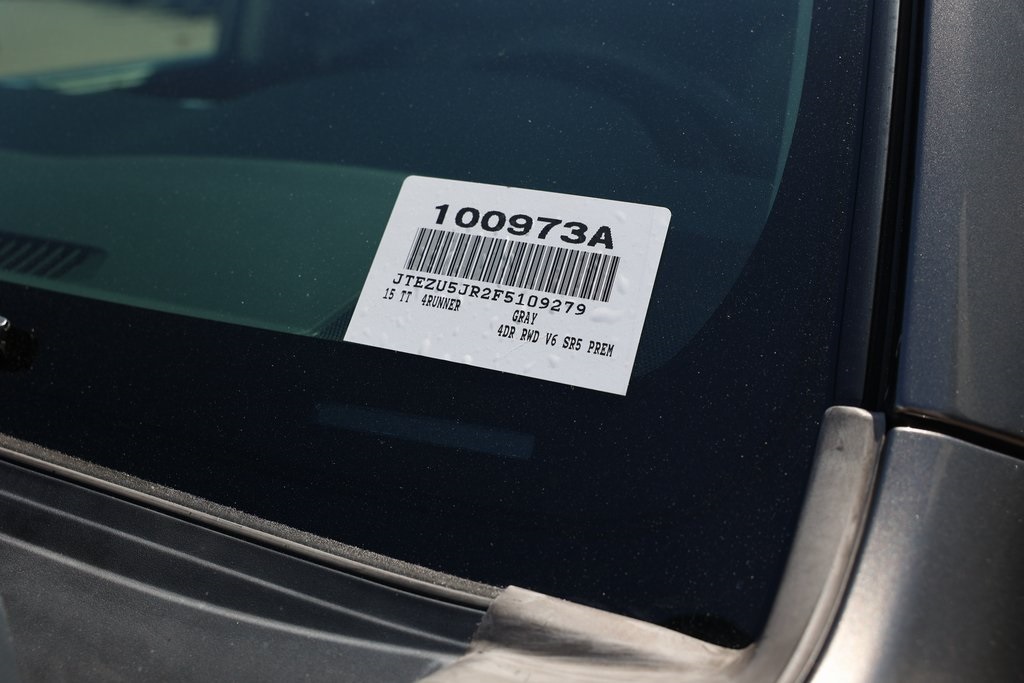 100973A
JTEZU5JR2F5109279
15 TT 4RUNNER
GRAY
4DR RWD V6 SR5 PREM